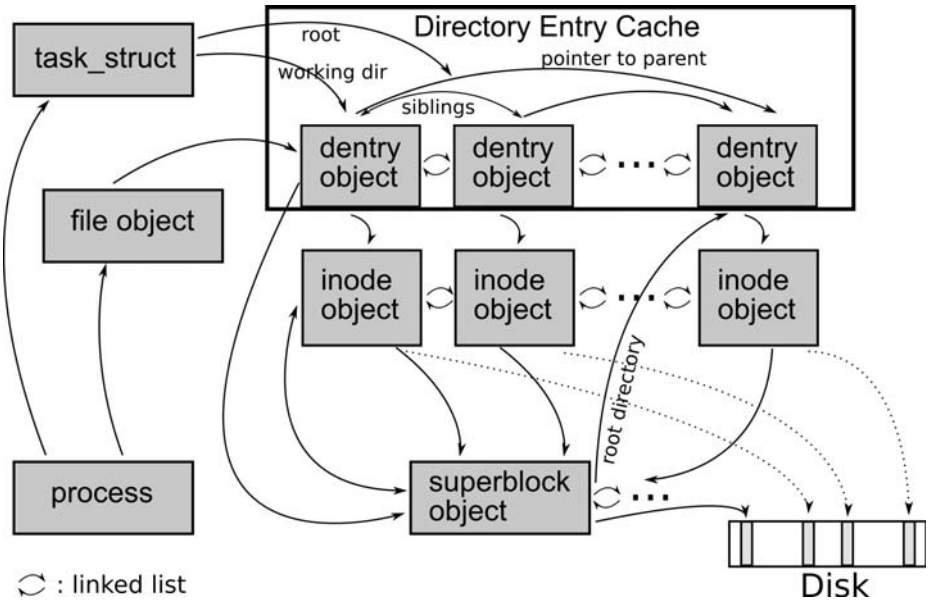 Directory Entry Cache
task_struct
root
working dir
pointer to parent
siblings
dentry
object
dentry
object
...
dentry
object
file object
inode
object
inode
object
...
inode
object
root directory
process
superblock
object
...
: linked list
Disk